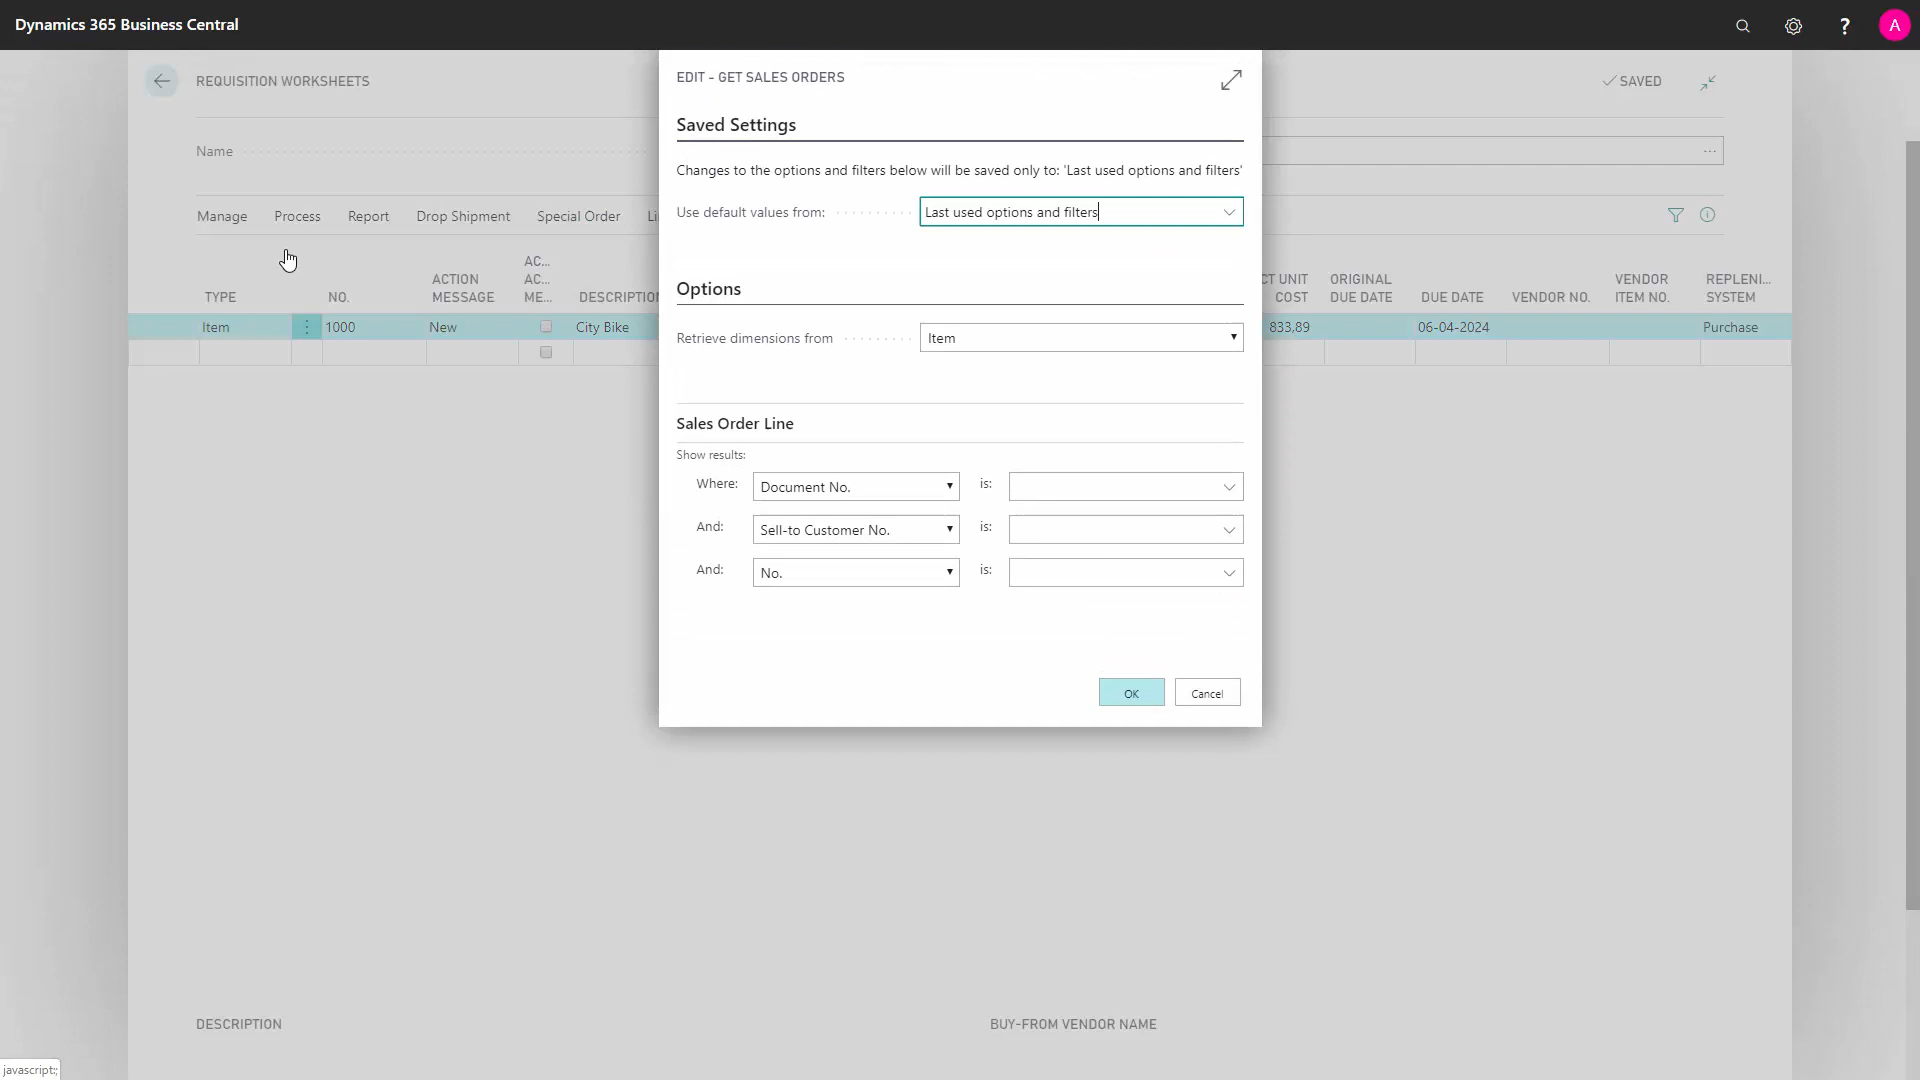 Dynamics 365 Business Central
?
A
REQUISITION WORKSHEETS
SAVED
Name
...
Manage
Process
Report
Drop Shipment
Special Order
TYPE
NO.
ACTION
MESSAGE
AC...
AC...
ME...
DESCRIPTION
CT UNIT
COST
ORIGINAL
DUE DATE
DUE DATE
VENDOR NO.
VENDOR
ITEM NO.
REPLENI...
SYSTEM
Item
1000
New
City Bike
833,89
06-04-2024
Purchase
EDIT - GET SALES ORDERS
Saved Settings
Changes to the options and filters below will be saved only to: 'Last used options and filters'
Use default values from:
Last used options and filters
Options
Retrieve dimensions from
Item
Sales Order Line
Show results:
Where: Document No. is:
And: Sell-to Customer No. is:
And: No. is:
OK
Cancel
DESCRIPTION
BUY-FROM VENDOR NAME
javascript:;